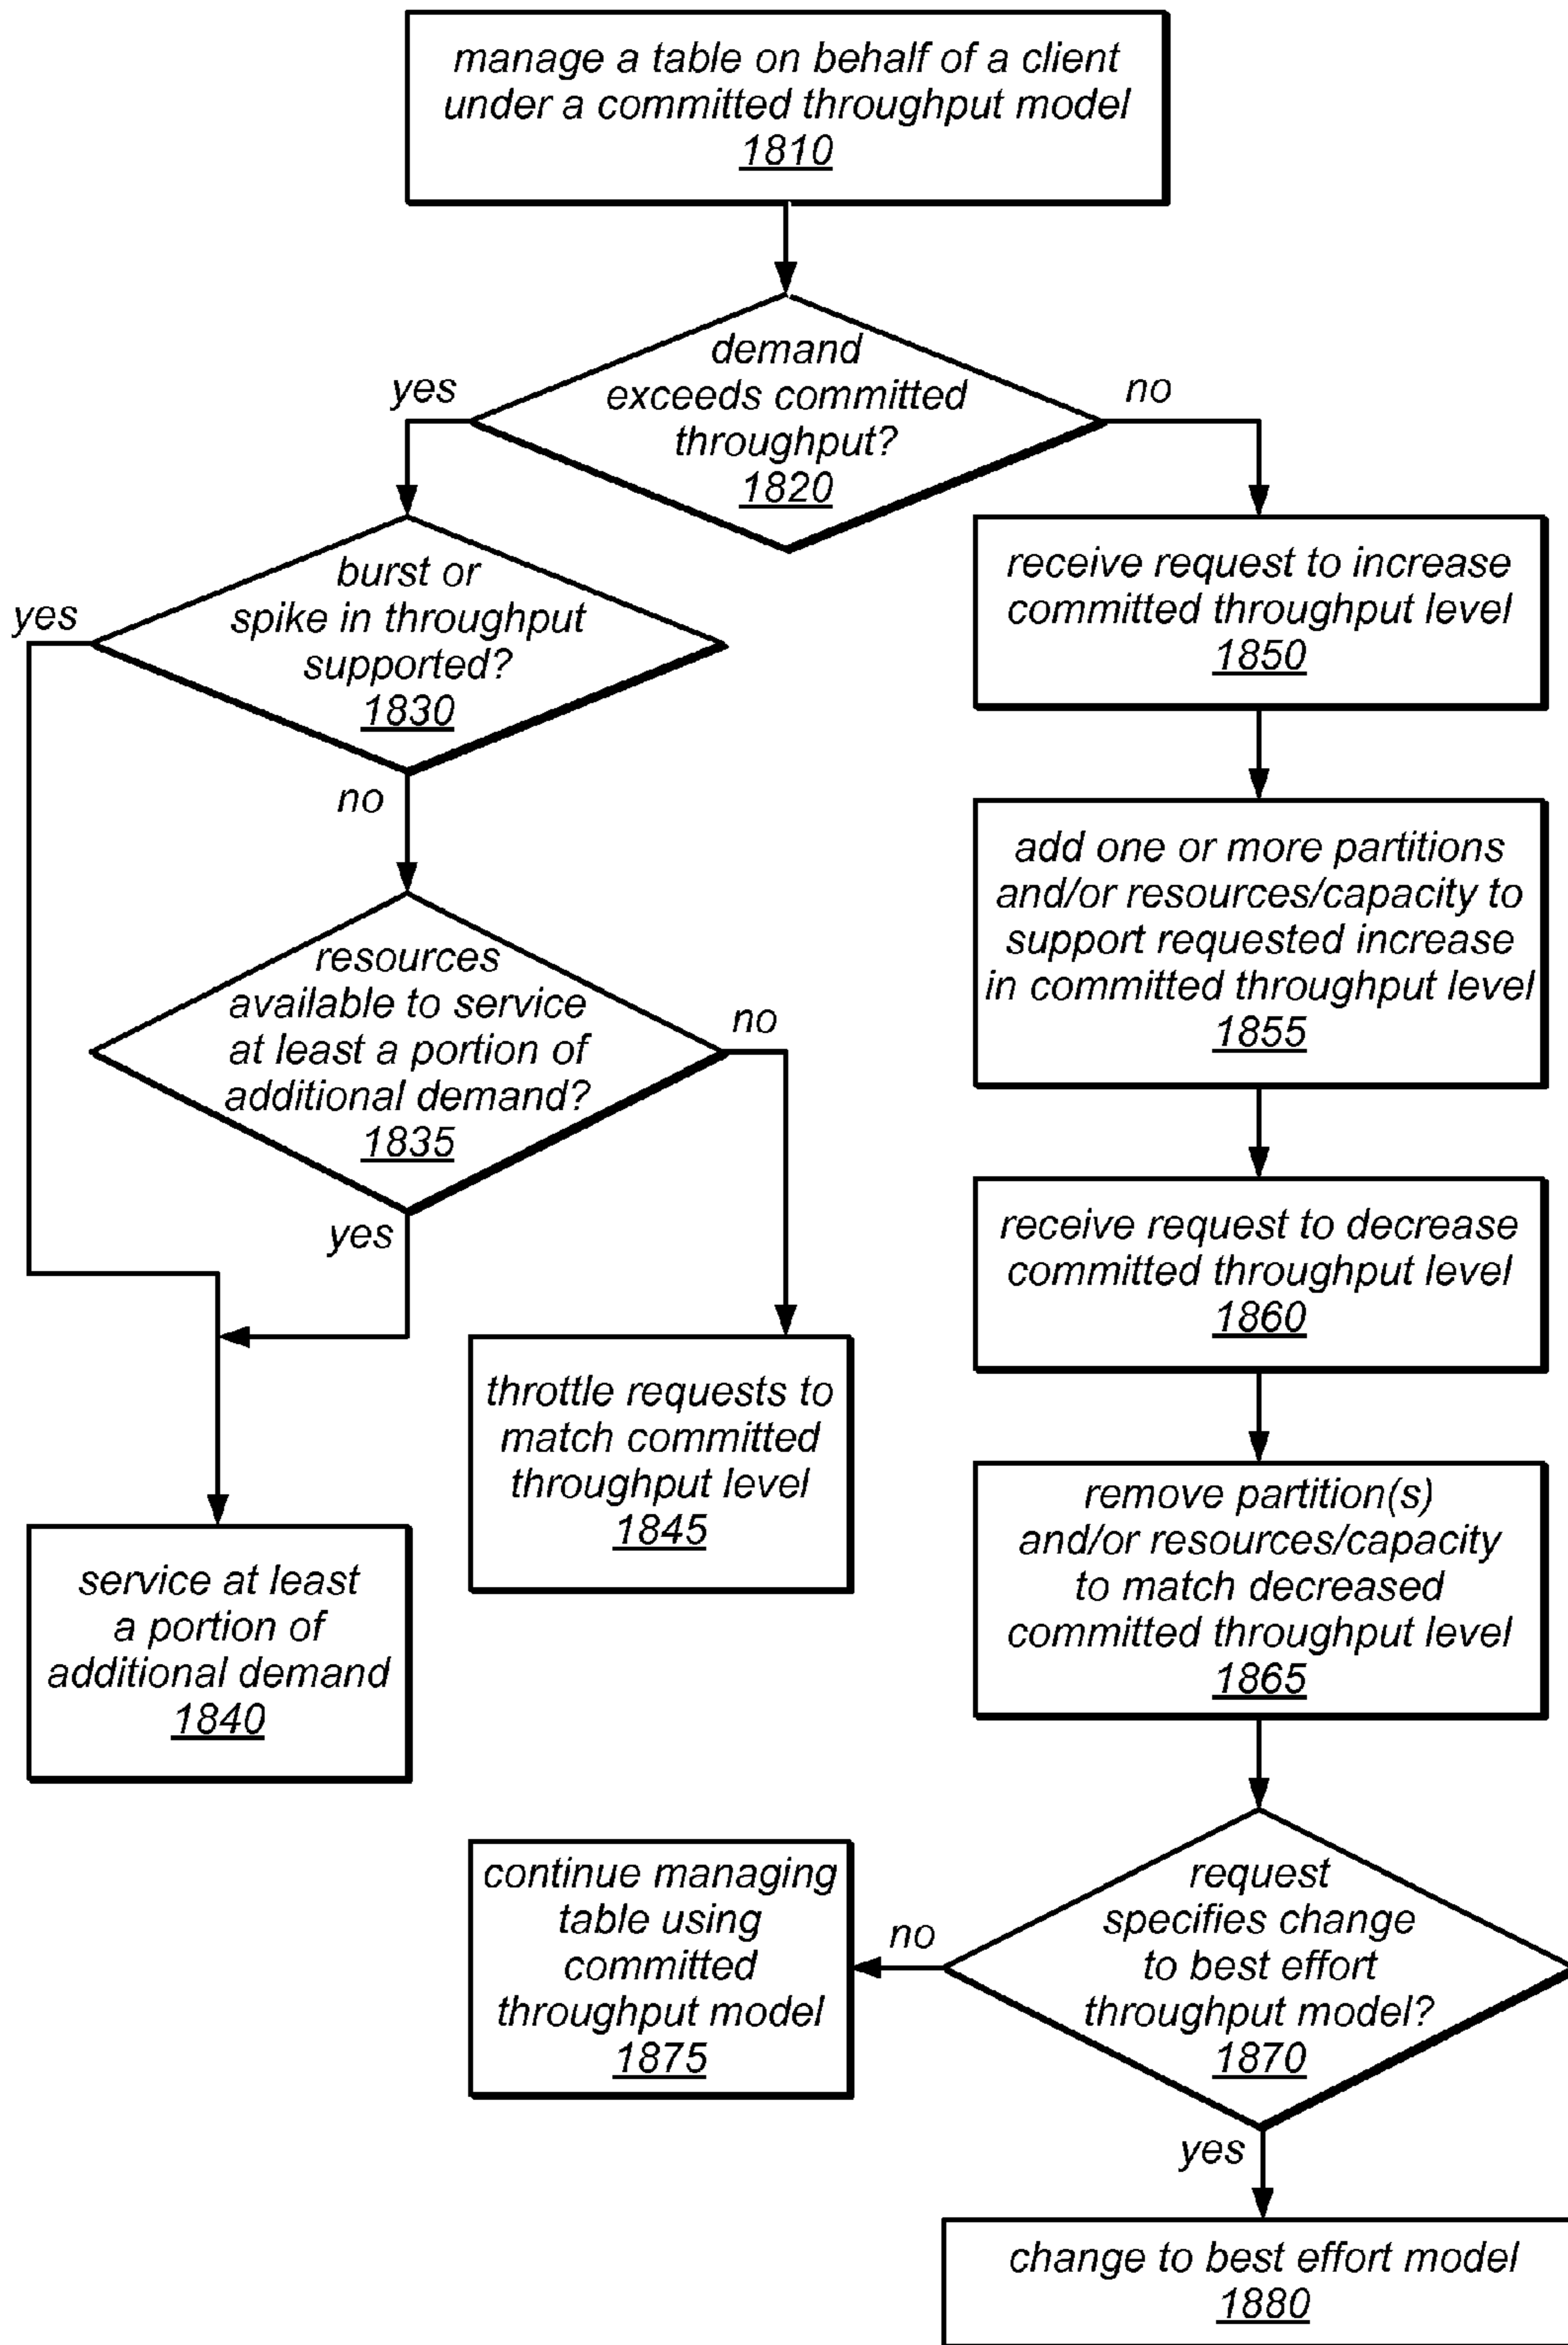 manage a table on behalf of a client
under a committed throughput model
1810
demand
exceeds committed
throughput?
1820
yes
no
burst or
spike in throughput
supported?
1830
yes
no
resources
available to service
at least a portion of
additional demand?
1835
no
yes
throttle requests to
match committed
throughput level
1845
service at least
a portion of
additional demand
1840
receive request to increase
committed throughput level
1850
add one or more partitions
and/or resources/capacity to
support requested increase
in committed throughput level
1855
receive request to decrease
committed throughput level
1860
remove partition(s)
and/or resources/capacity
to match decreased
committed throughput level
1865
request
specifies change
to best effort
throughput model?
1870
no
continue managing
table using
committed
throughput model
1875
yes
change to best effort model
1880